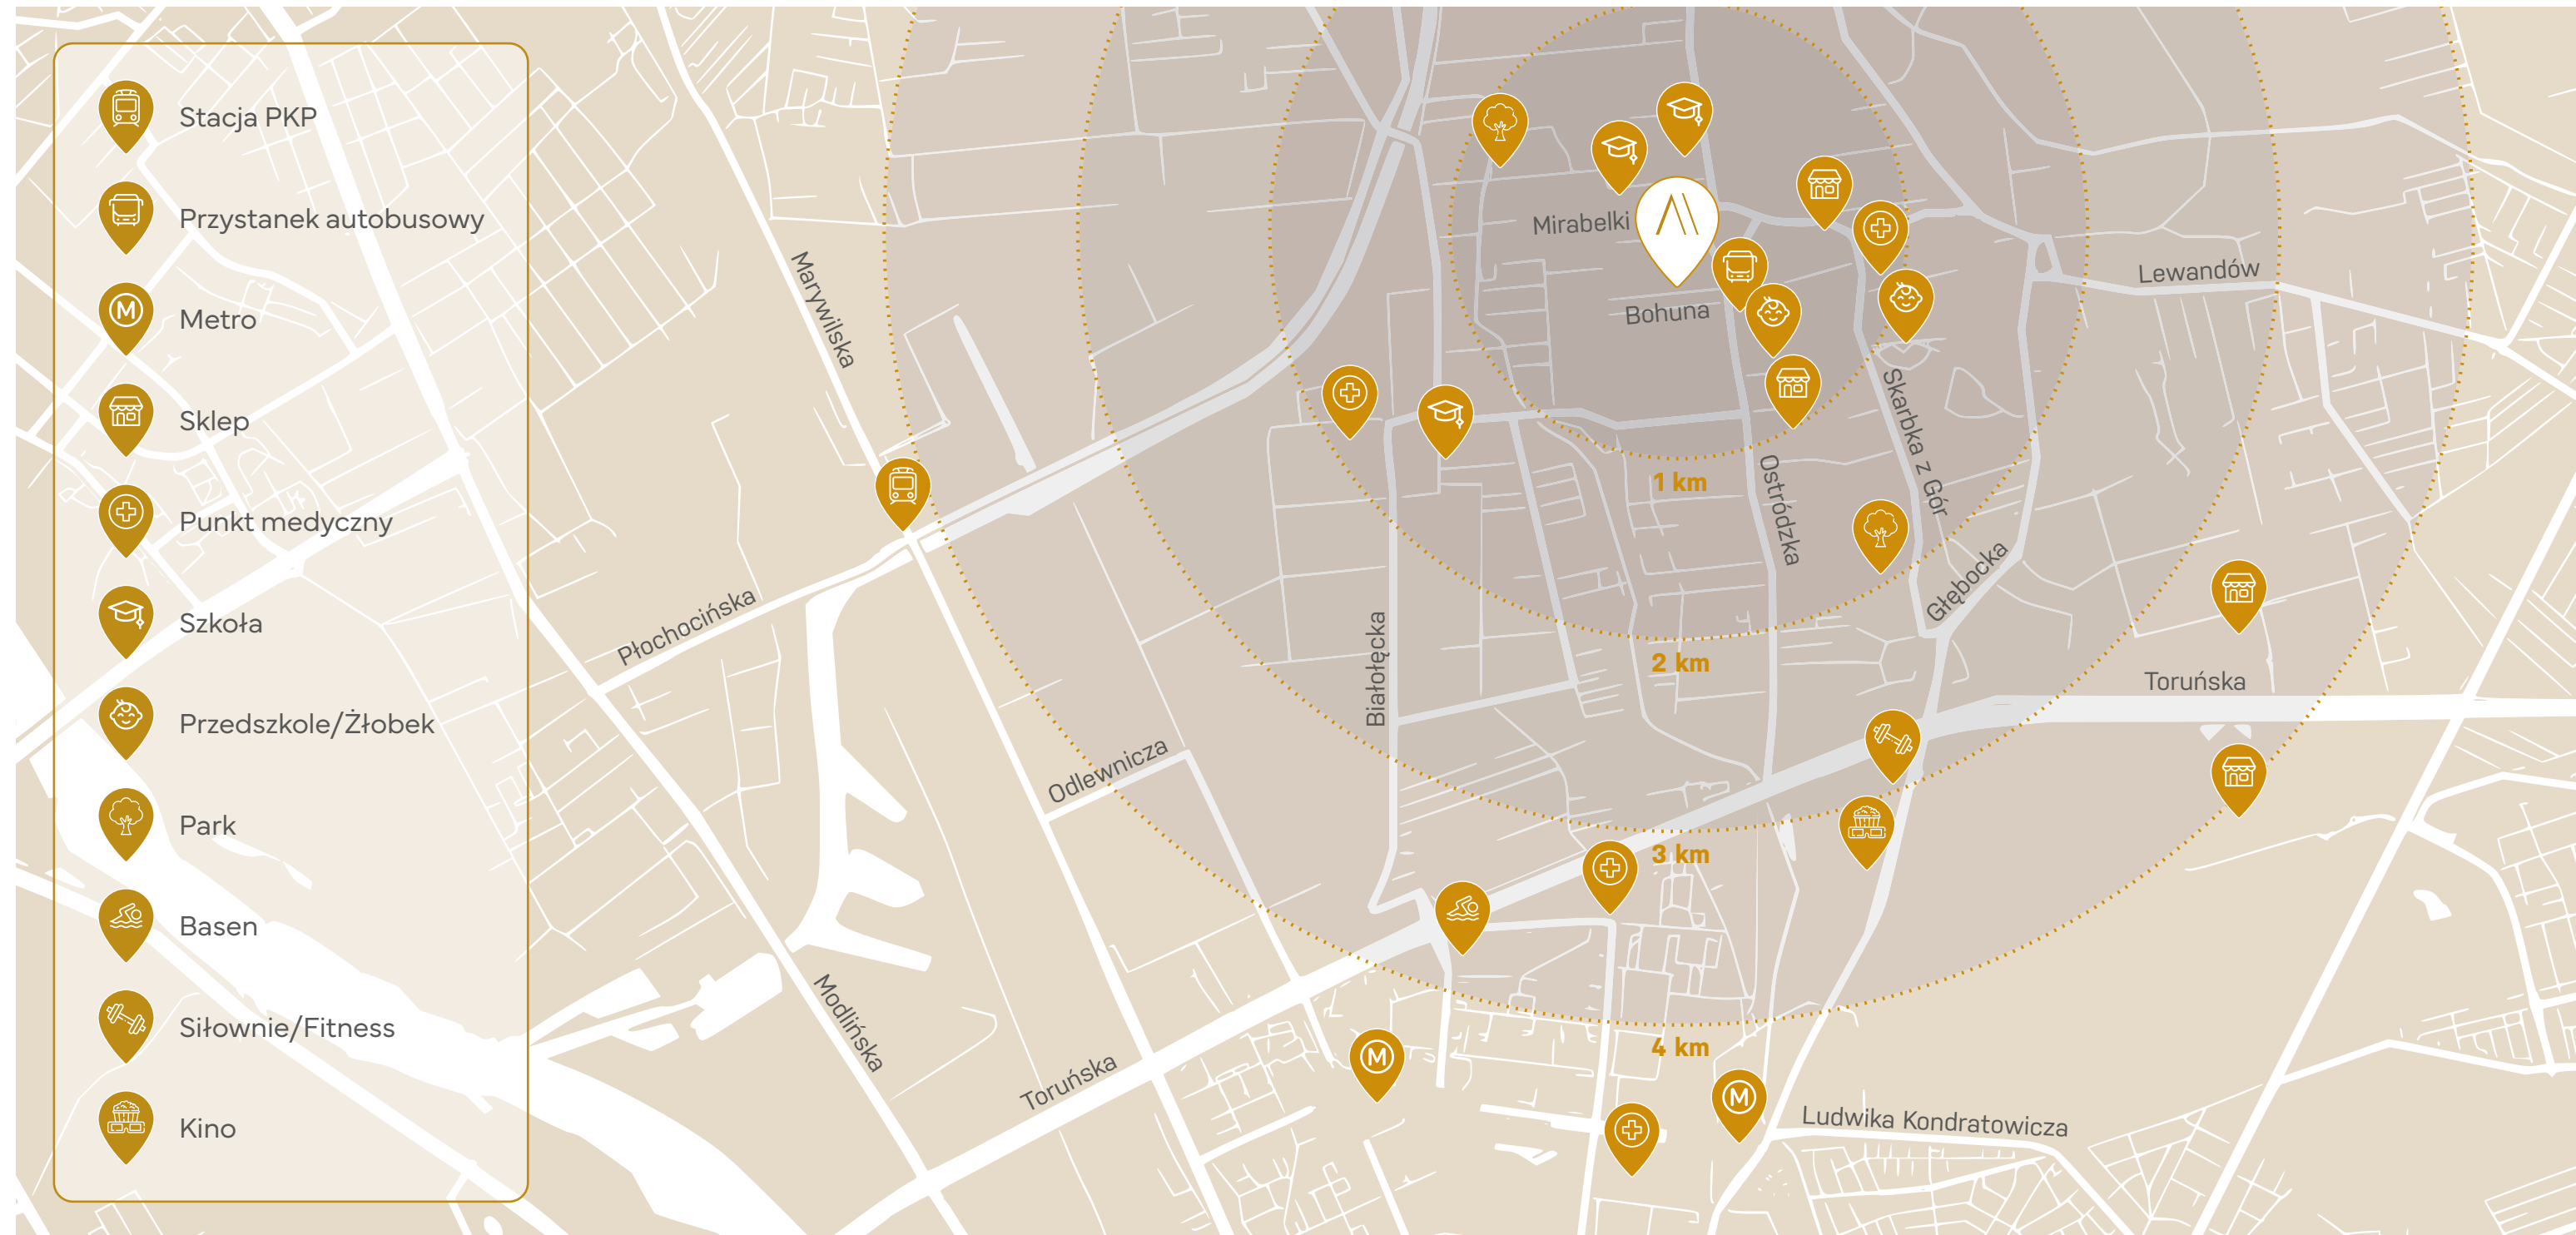 Stacja PKP
Przystanek autobusowy
M
Metro
Sklep
Punkt medyczny
Szkoła
Przedszkole/Żłobek
Park
Basen
Siłownie/Fitness
Kino
Mirabelki
Bohuna
Lewandów
Marywilska
Skarbka z Gór
1 km
Ostródzka
Głębocka
Płochocińska
Białołęcka
2 km
Toruńska
Odlewnicza
3 km
Modlińska
4 km
M
Toruńska
M
Ludwika Kondratowicza